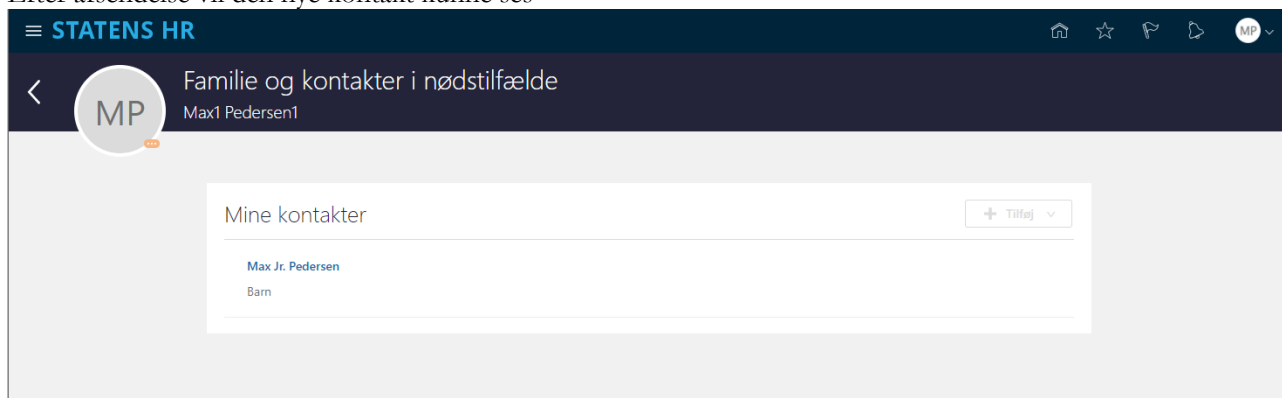 Efter afsendelse vil den nye kontakt kunne ses
STATENS HR
MP
Familie og kontakter i nødstilfælde
MP
Max1 Pedersen1
Mine kontakter
Tilføj
Max Jr. Pedersen
Barn